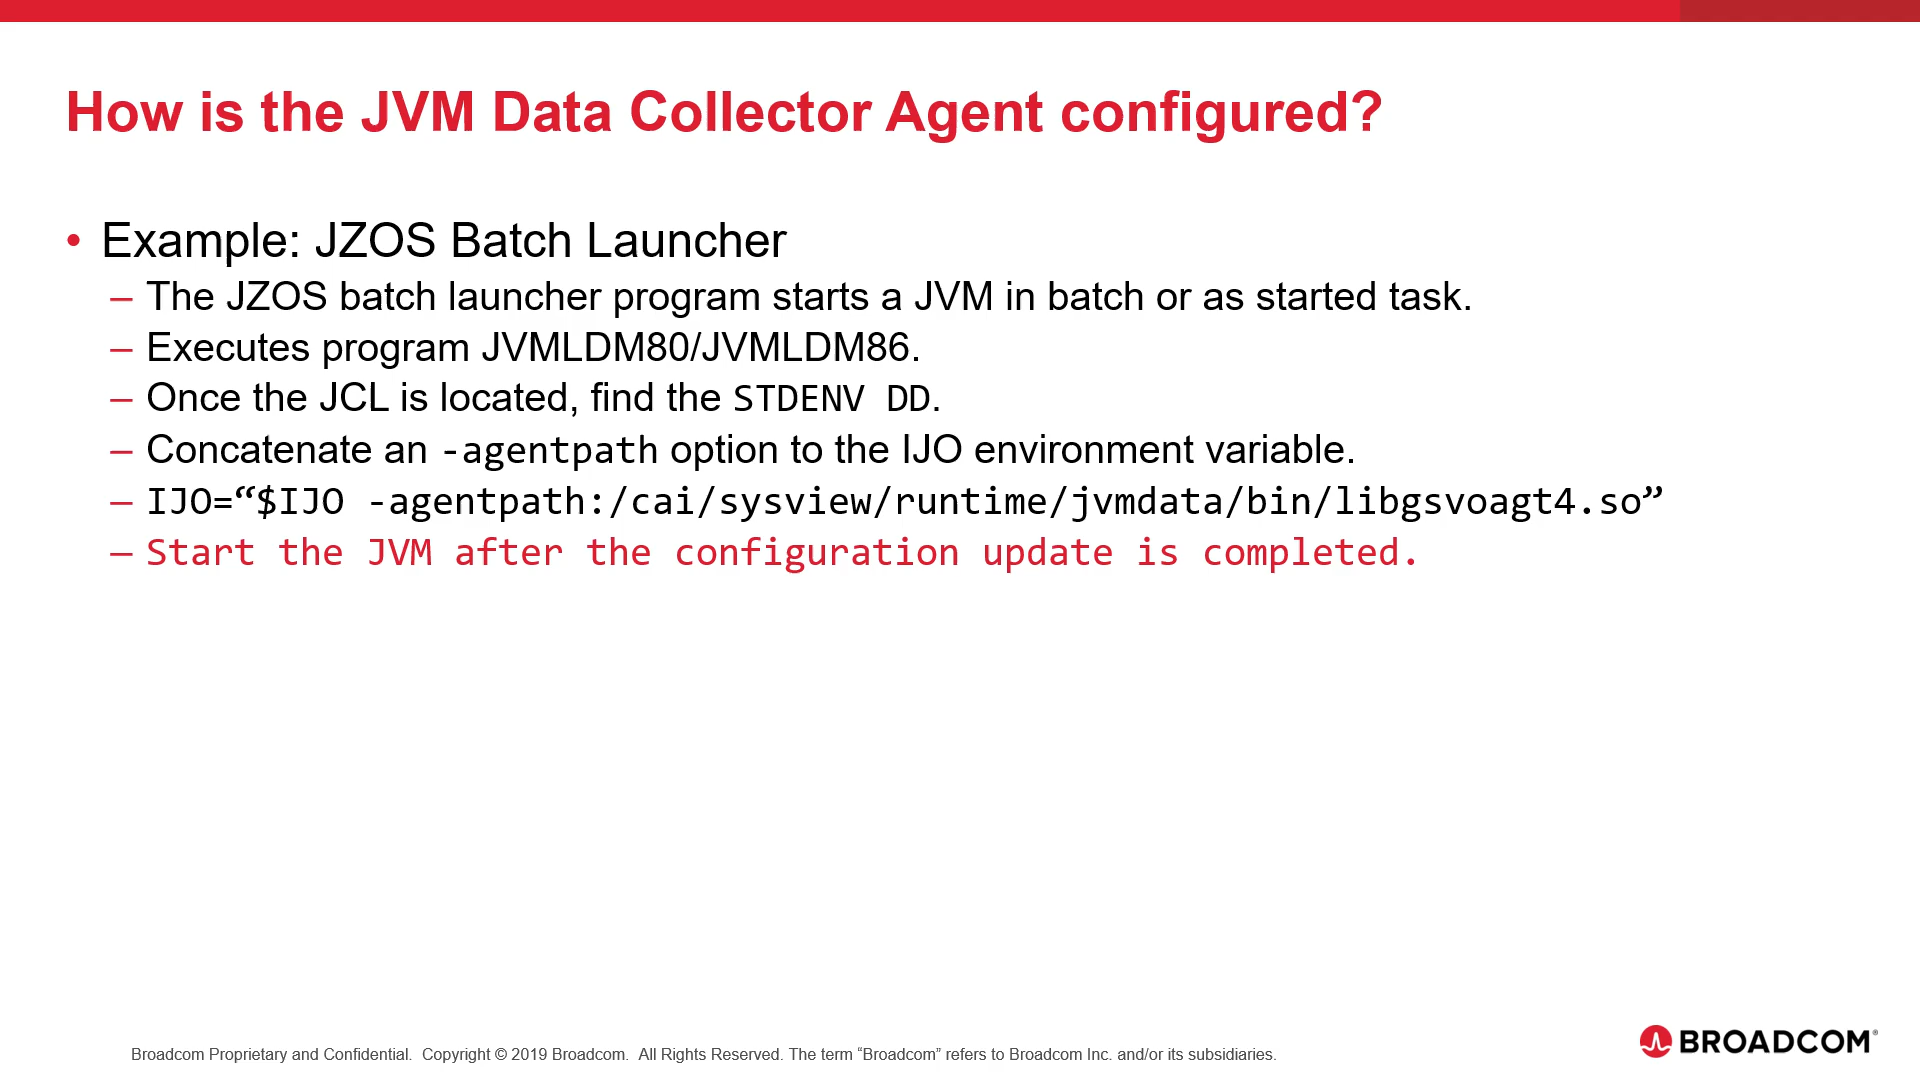 How is the JVM Data Collector Agent configured?
• Example: JZOS Batch Launcher
– The JZOS batch launcher program starts a JVM in batch or as started task.
– Executes program JVMLDM80/JVMLDM86.
– Once the JCL is located, find the STDENV DD.
– Concatenate an -agentpath option to the IJO environment variable.
– IJO=“$IJO -agentpath:/cai/sysview/runtime/jvmdata/bin/libgsvoagt4.so”
– Start the JVM after the configuration update is completed.
Broadcom Proprietary and Confidential. Copyright © 2019 Broadcom. All Rights Reserved. The term “Broadcom” refers to Broadcom Inc. and/or its subsidiaries.
BROADCOM®